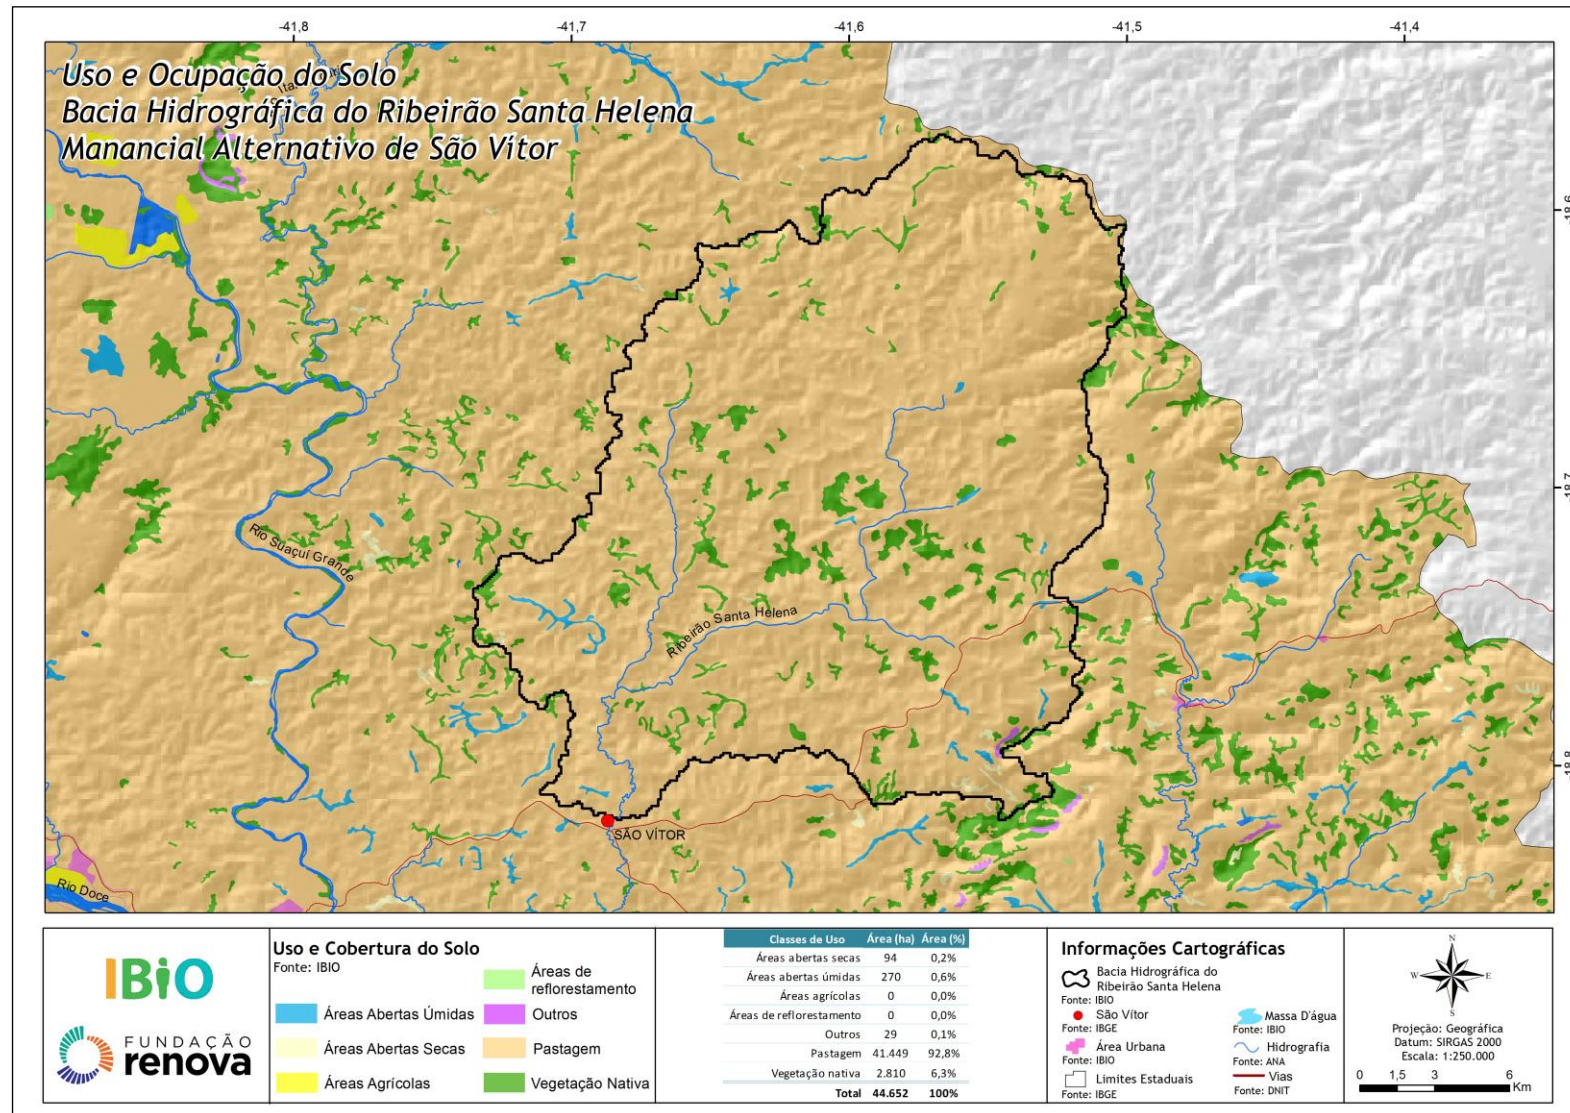 -41,8
-41,7
-41,6
-41,5
-41,4
Uso e Ocupação do Solo
Bacia Hidrográfica do Ribeirão Santa Helena
Manancial Alternativo de São Vítor
Rio Suaçuí Grande
Ribeirão Santa Helena
SÃO VÍTOR
Rio Doce
IBiO
FUNDAÇÃO
renova
Uso e Cobertura do Solo
Fonte: IBIO
Áreas Abertas Úmidas
Áreas Abertas Secas
Áreas Agrícolas
Áreas de
reflorestamento
Outros
Pastagem
Vegetação Nativa
Classes de Uso Área (ha) Área (%)
Áreas abertas secas 94 0,2%
Áreas abertas úmidas 270 0,6%
Áreas agrícolas 0 0,0%
Áreas de reflorestamento 0 0,0%
Outros 29 0,1%
Pastagem 41.449 92,8%
Vegetação nativa 2.810 6,3%
Total 44.652 100%
Informações Cartográficas
Bacia Hidrográfica do
Ribeirão Santa Helena
Fonte: IBIO
São Vítor
Fonte: IBGE
Área Urbana
Fonte: IBIO
Limites Estaduais
Fonte: IBGE
Massa D'água
Fonte: IBIO
Hidrografia
Fonte: ANA
Vias
Fonte: DNIT
N
W E
S
Projeção: Geográfica
Datum: SIRGAS 2000
Escala: 1:250.000
0 1,5 3 6
Km